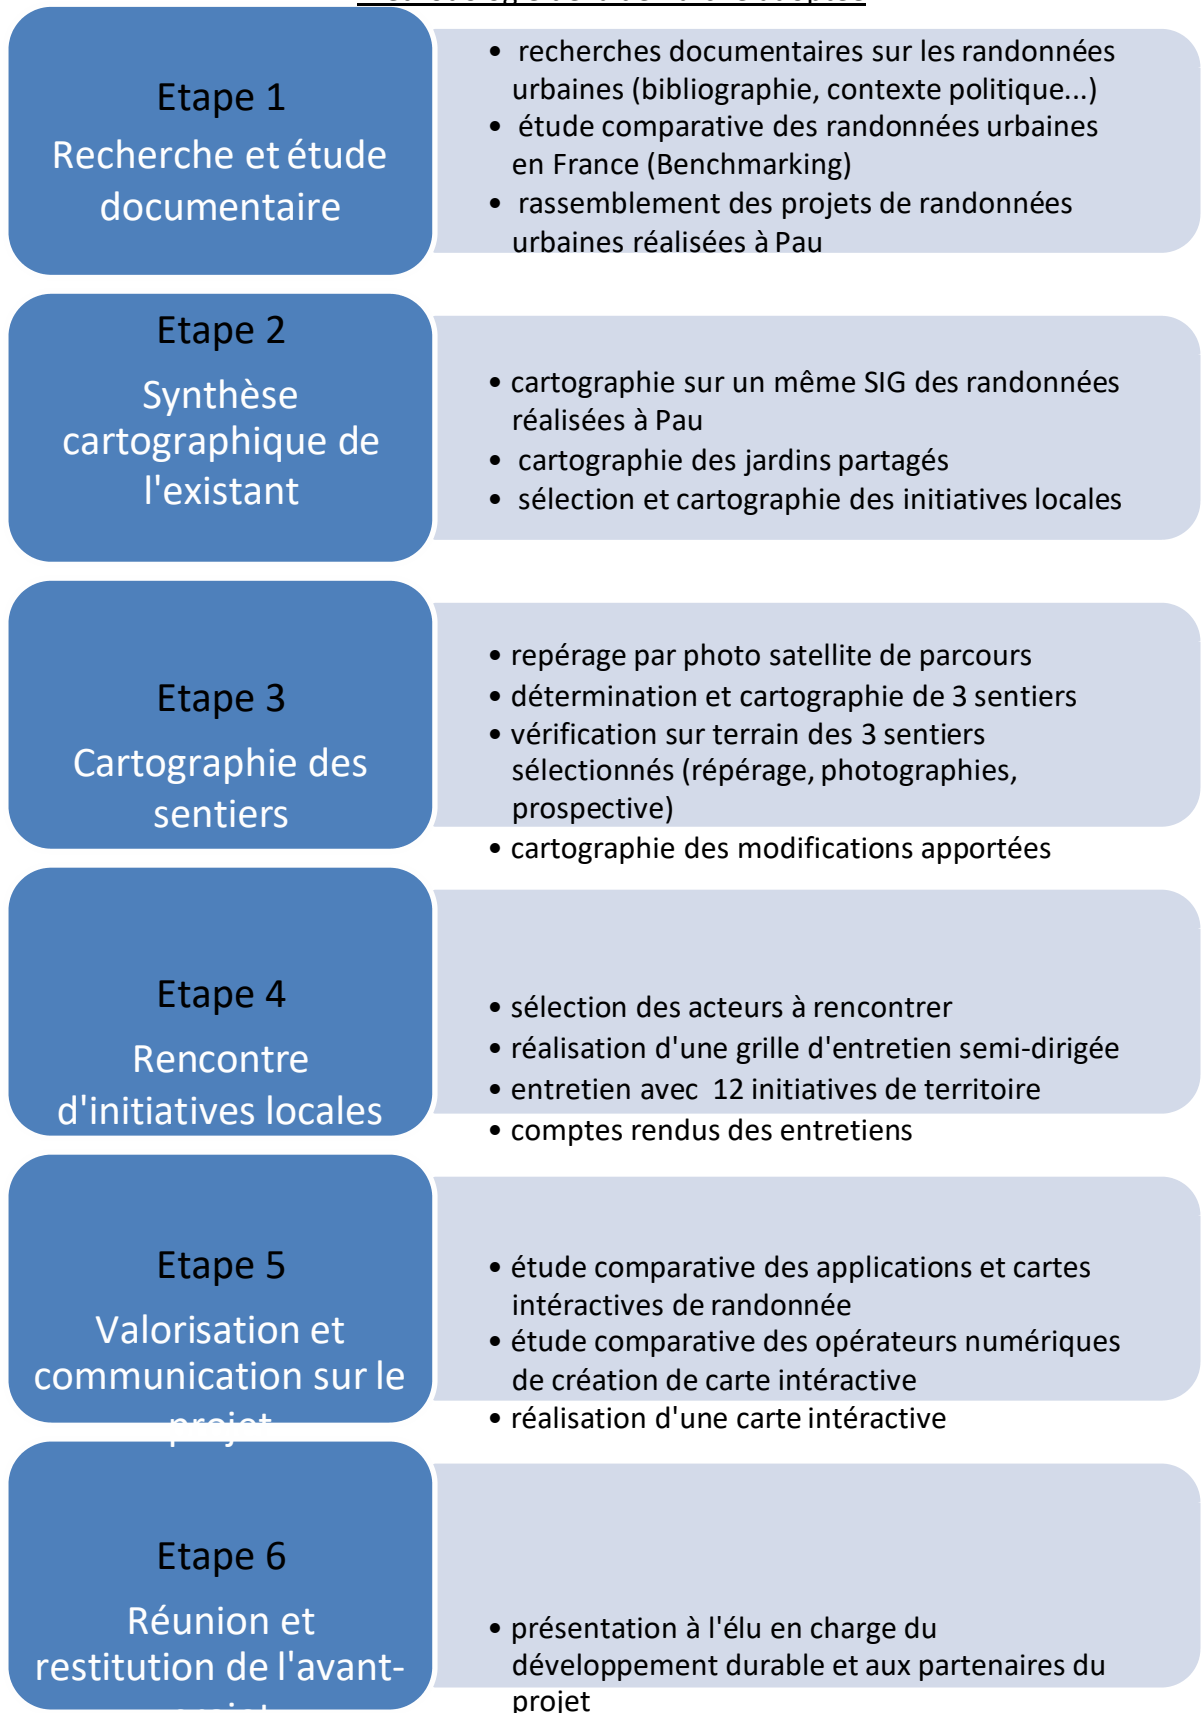 Etape 1
Recherche et étude
documentaire
• recherches documentaires sur les randonnées
urbaines (bibliographie, contexte politique...)
• étude comparative des randonnées urbaines
en France (Benchmarking)
• rassemblement des projets de randonnées
urbaines réalisées à Pau
Etape 2
Synthèse
cartographique de
l'existant
• cartographie sur un même SIG des randonnées
réalisées à Pau
• cartographie des jardins partagés
• sélection et cartographie des initiatives locales
Etape 3
Cartographie des
sentiers
• repérage par photo satellite de parcours
• détermination et cartographie de 3 sentiers
• vérification sur terrain des 3 sentiers
sélectionnés (répérage, photographies,
prospective)
• cartographie des modifications apportées
Etape 4
Rencontre
d'initiatives locales
• sélection des acteurs à rencontrer
• réalisation d'une grille d'entretien semi-dirigée
• entretien avec 12 initiatives de territoire
• comptes rendus des entretiens
Etape 5
Valorisation et
communication sur le
projet
• étude comparative des applications et cartes
intéractives de randonnée
• étude comparative des opérateurs numériques
de création de carte intéractive
• réalisation d'une carte intéractive
Etape 6
Réunion et
restitution de l'avant-
projet
• présentation à l'élu en charge du
développement durable et aux partenaires du
projet